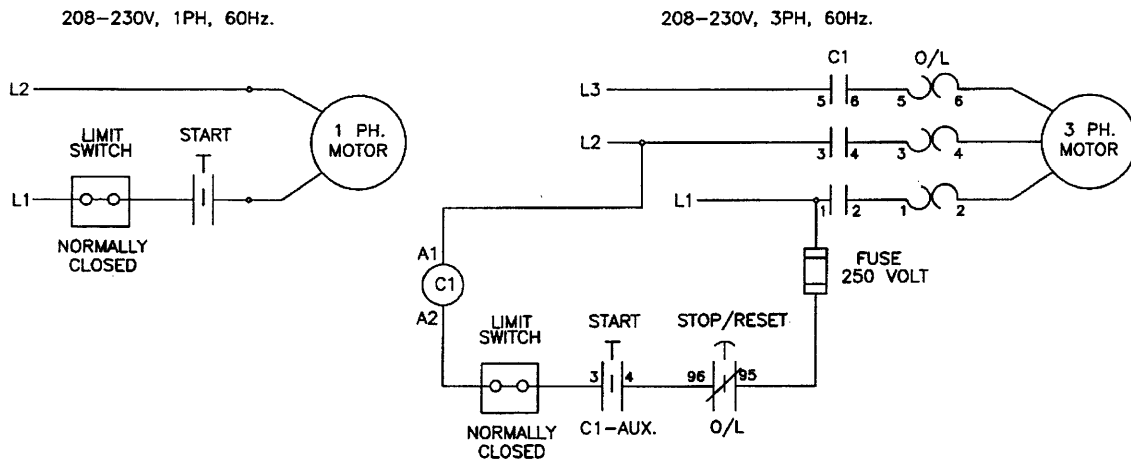 208-230V, 1PH, 60Hz.
L2
LIMIT
SWITCH
START
1 PH.
MOTOR
L1
NORMALLY
CLOSED
208-230V, 3PH, 60Hz.
C1
O/L
L3
5 6 5 6
L2
3 4 3 4
3 PH.
MOTOR
L1
1 2 1 2
FUSE
250 VOLT
A1
C1
A2
LIMIT
SWITCH
START
STOP/RESET
3 4
96 95
NORMALLY
CLOSED
C1-AUX.
O/L